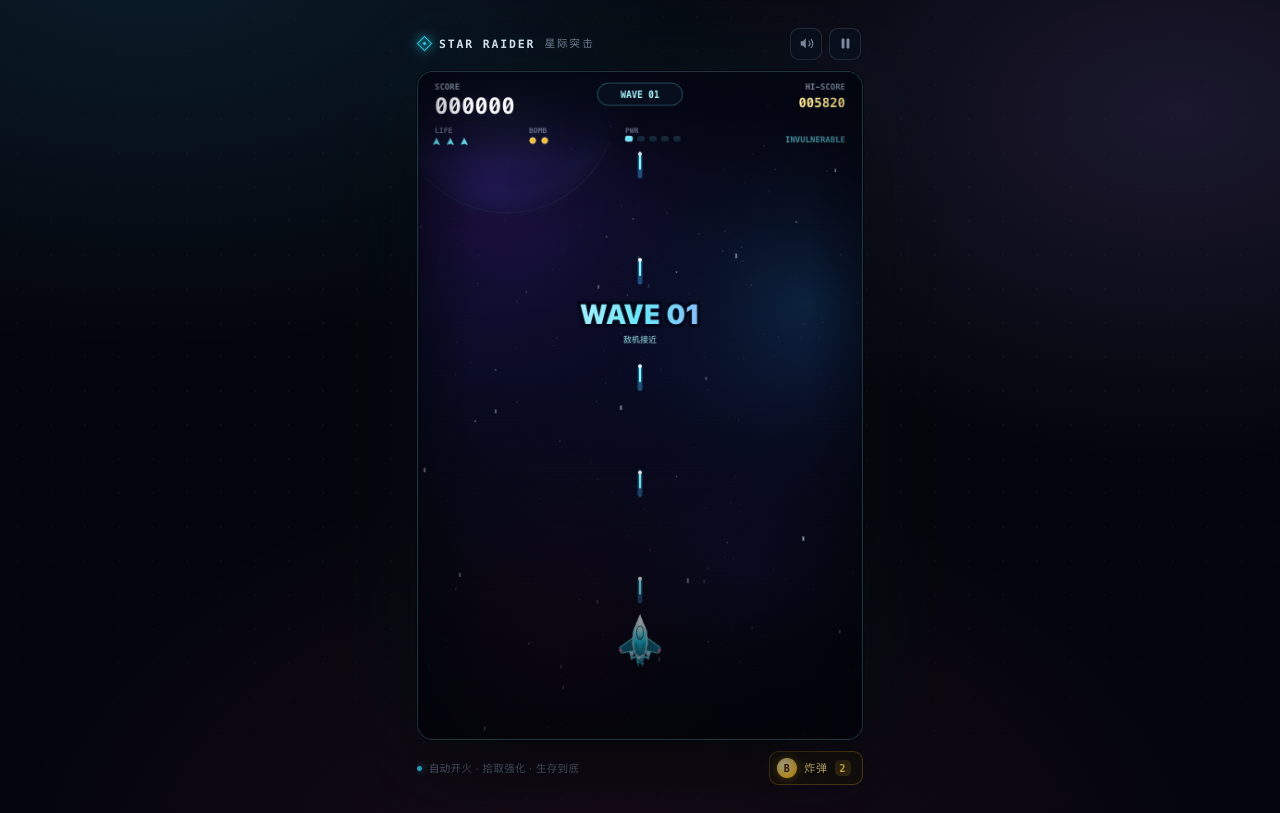 STAR RAIDER 星际突击
SCORE
000000
WAVE 01
HI-SCORE
005820
LIFE
BOMB
PWR
INVULNERABLE
WAVE 01
敌机接近
自动开火 · 拾取强化 · 生存到底
B 炸弹 2